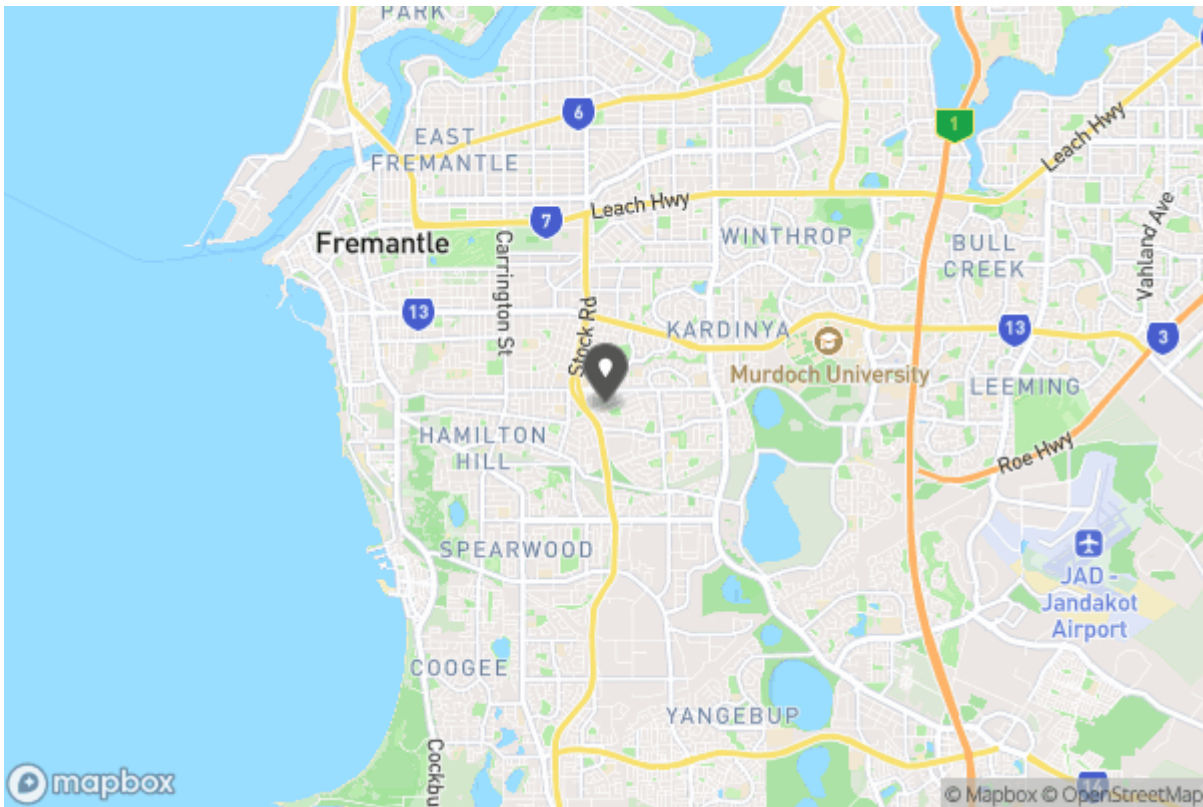 PARK
6
1
EAST
FREMANTLE
Leach Hwy
7
Leach Hwy
Fremantle
Carrington St
WINTHROP
BULL
CREEK
Vahland Ave
13
Stock Rd
KARDINYA
13
3
Murdoch University
LEEMING
HAMILTON
HILL
Roe Hwy
SPEARWOOD
JAD -
Jandakot
Airport
COOGEE
YANGEBUP
Cockbu
mapbox
14
© Mapbox © OpenStreetMap